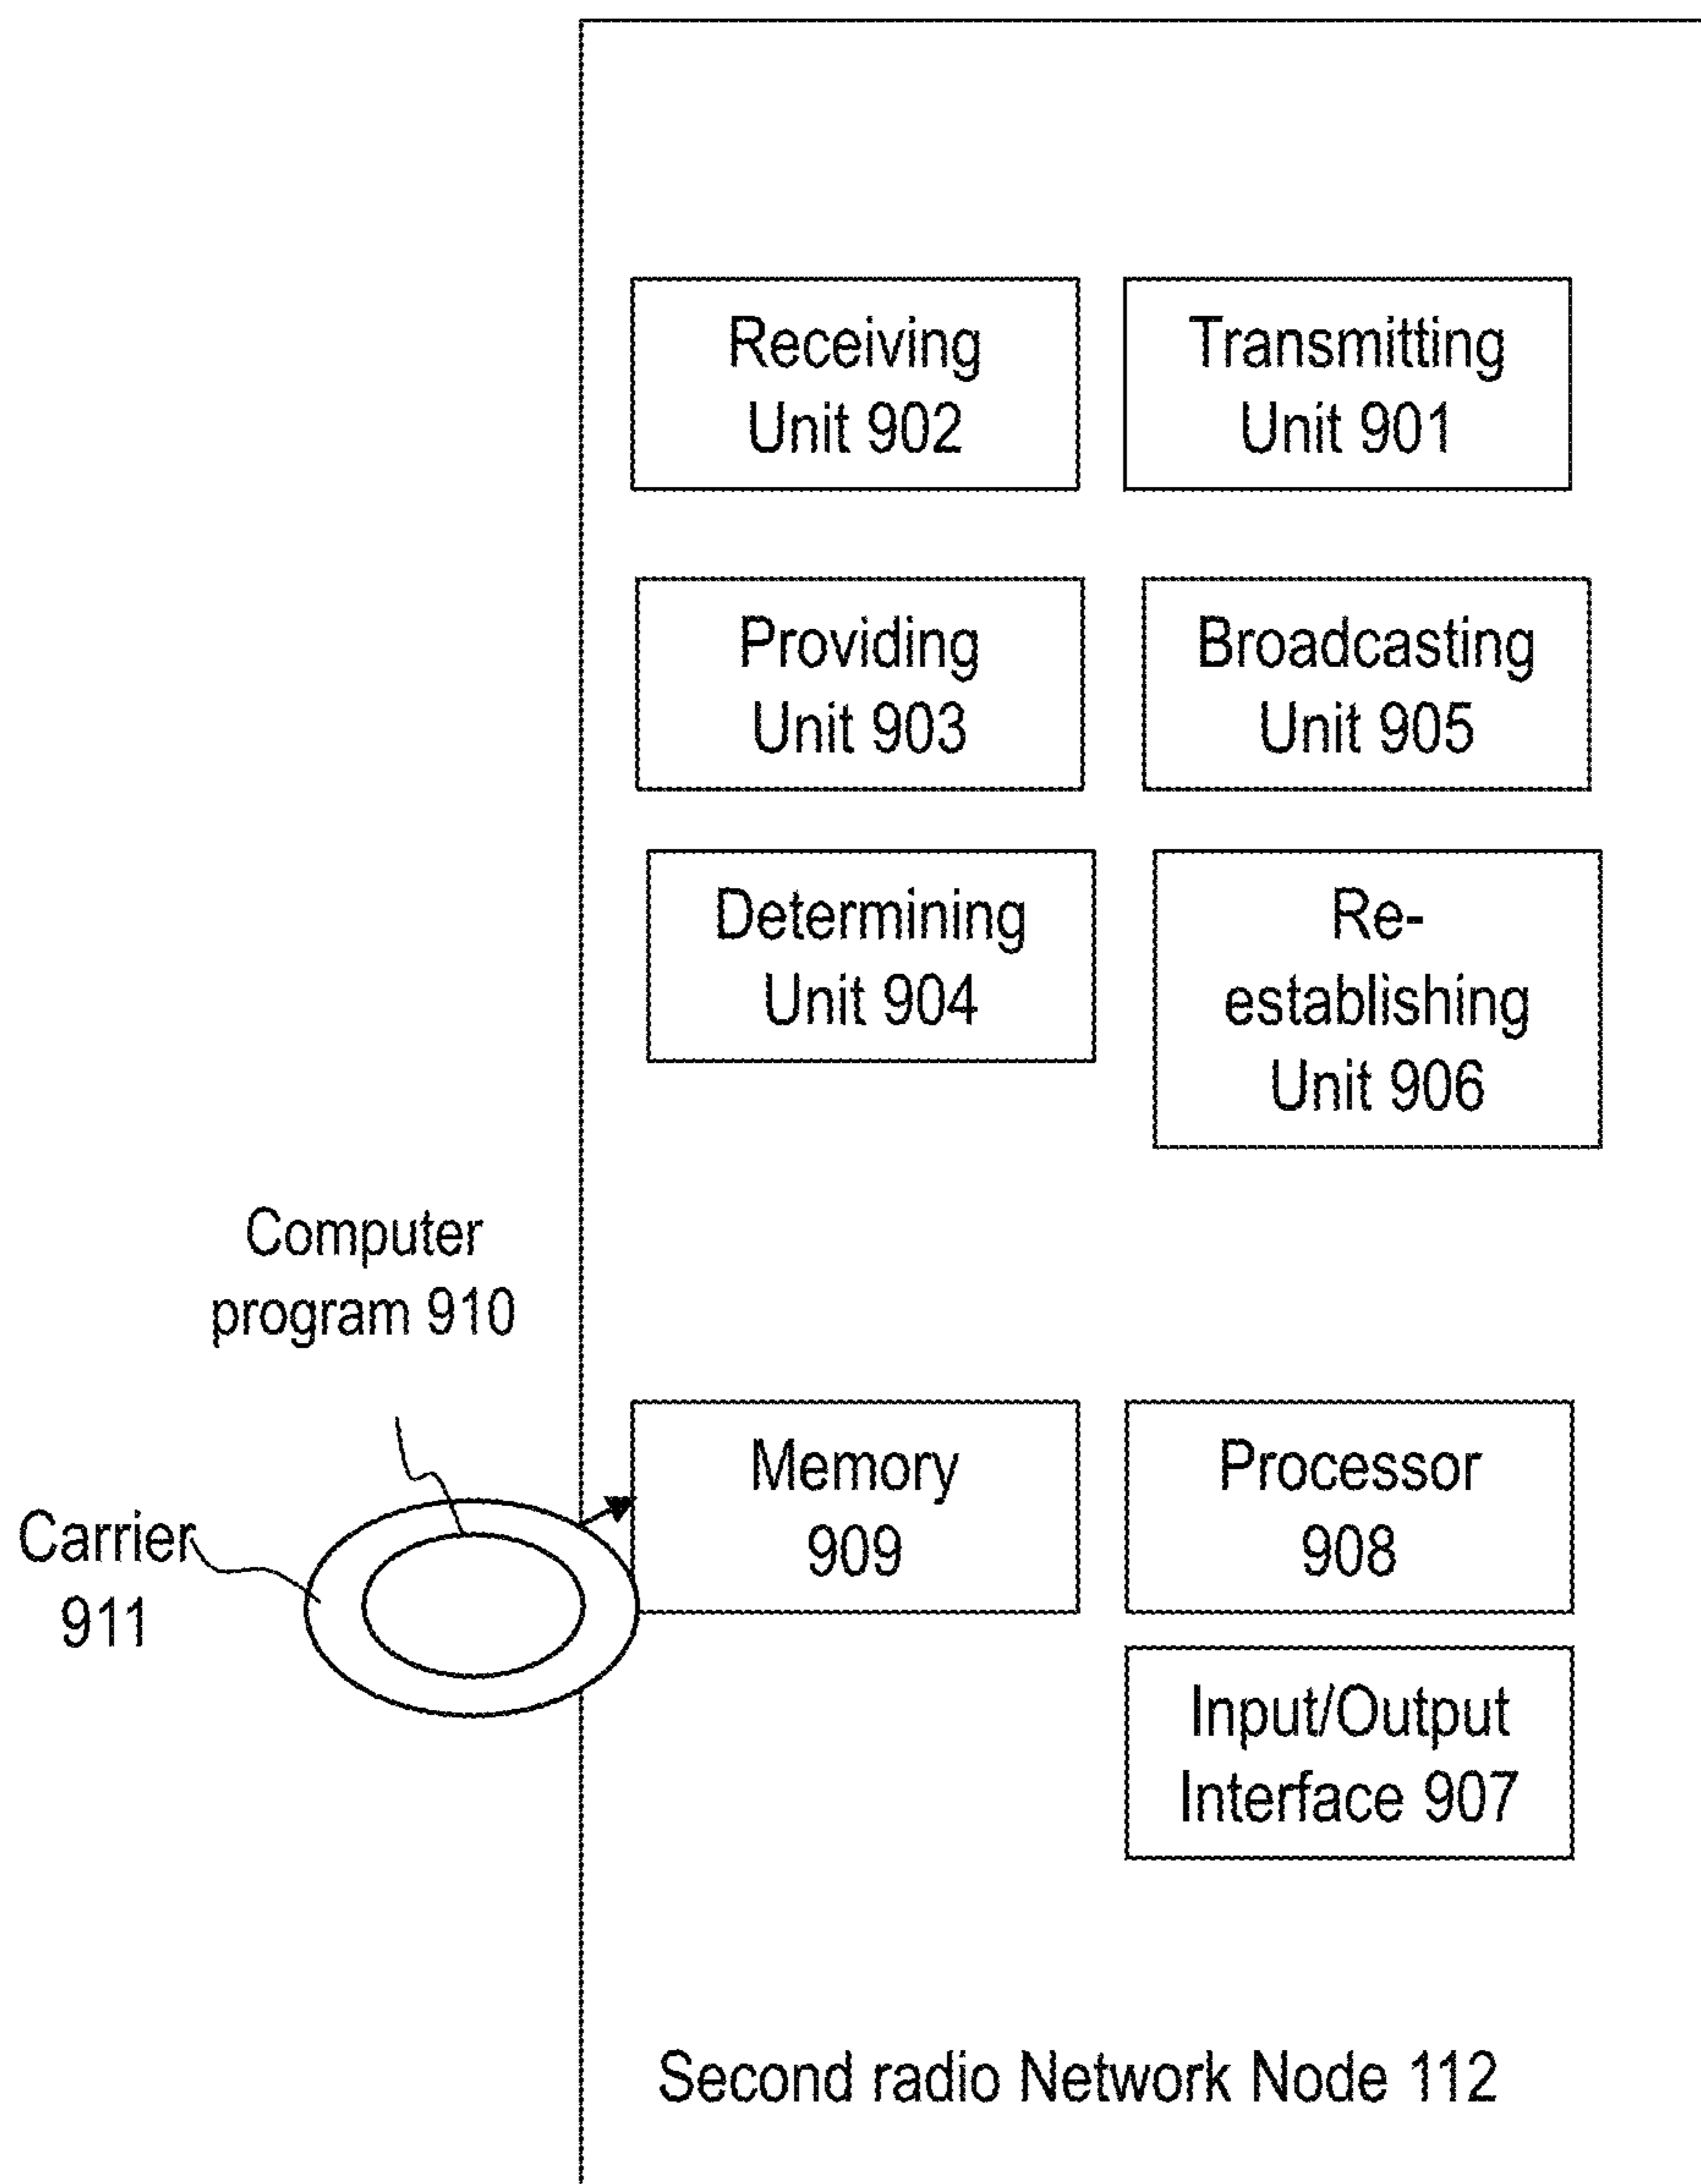 Receiving
Unit 902
Transmitting
Unit 901
Providing
Unit 903
Broadcasting
Unit 905
Determining
Unit 904
Re-
establishing
Unit 906
Computer
program 910
Carrier
911
Memory
909
Processor
908
Input/Output
Interface 907
Second radio Network Node 112